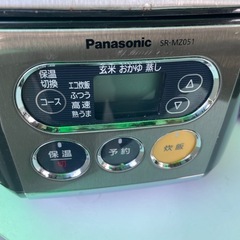 Panasonic
SR-MZ051
玄米 おかゆ 蒸し
保温
切換
コース
エコ炊飯
ふつう
高速
熱うま
保温
予約
炊飯